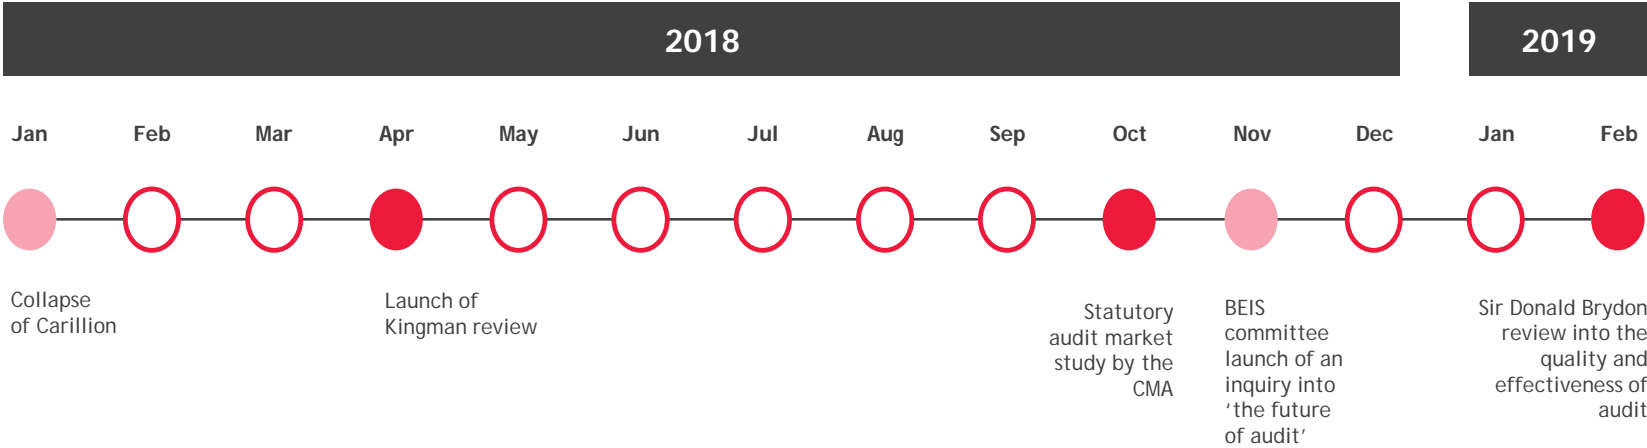 2018
2019
Jan Feb Mar Apr May Jun Jul Aug Sep Oct Nov Dec Jan Feb
Collapse
of Carillion
Launch of
Kingman review
Statutory
audit market
study by the
CMA
BEIS
committee
launch of an
inquiry into
‘the future
of audit’
Sir Donald Brydon
review into the
quality and
effectiveness of
audit